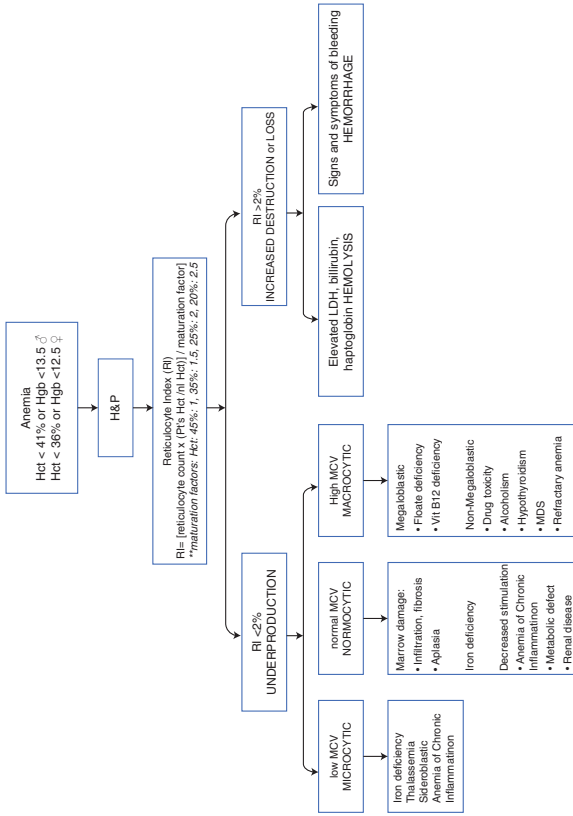 Anemia
Hct < 41% or Hgb <13.5 ♂
Hct < 36% or Hgb <12.5 ♀
H&P
Reticulocyte Index (RI)
RI= [reticulocyte count x (Pt's Hct /nl Hct)] / maturation factor]
**maturation factors: Hct: 45%: 1, 35%: 1.5, 25%: 2, 20%: 2.5
RI <2%
UNDERPRODUCTION
RI >2%
INCREASED DESTRUCTION or LOSS
low MCV
MICROCYTIC
normal MCV
NORMOCYTIC
High MCV
MACROCYTIC
Elevated LDH, billirubin,
haptoglobin HEMOLYSIS
Signs and symptoms of bleeding
HEMORRHAGE
Iron deficiency
Thalassemia
Sideroblastic
Anemia of Chronic
Inflammatinon
Marrow damage:
• Infiltration, fibrosis
• Aplasia
Iron deficiency
Decreased stimulation
• Anemia of Chronic
Inflammatinon
• Metabolic defect
• Renal disease
Megaloblastic
• Floate deficiency
• Vit B12 deficiency
Non-Megaloblastic
• Drug toxicity
• Alcoholism
• Hypothyroidism
• MDS
• Refractary anemia